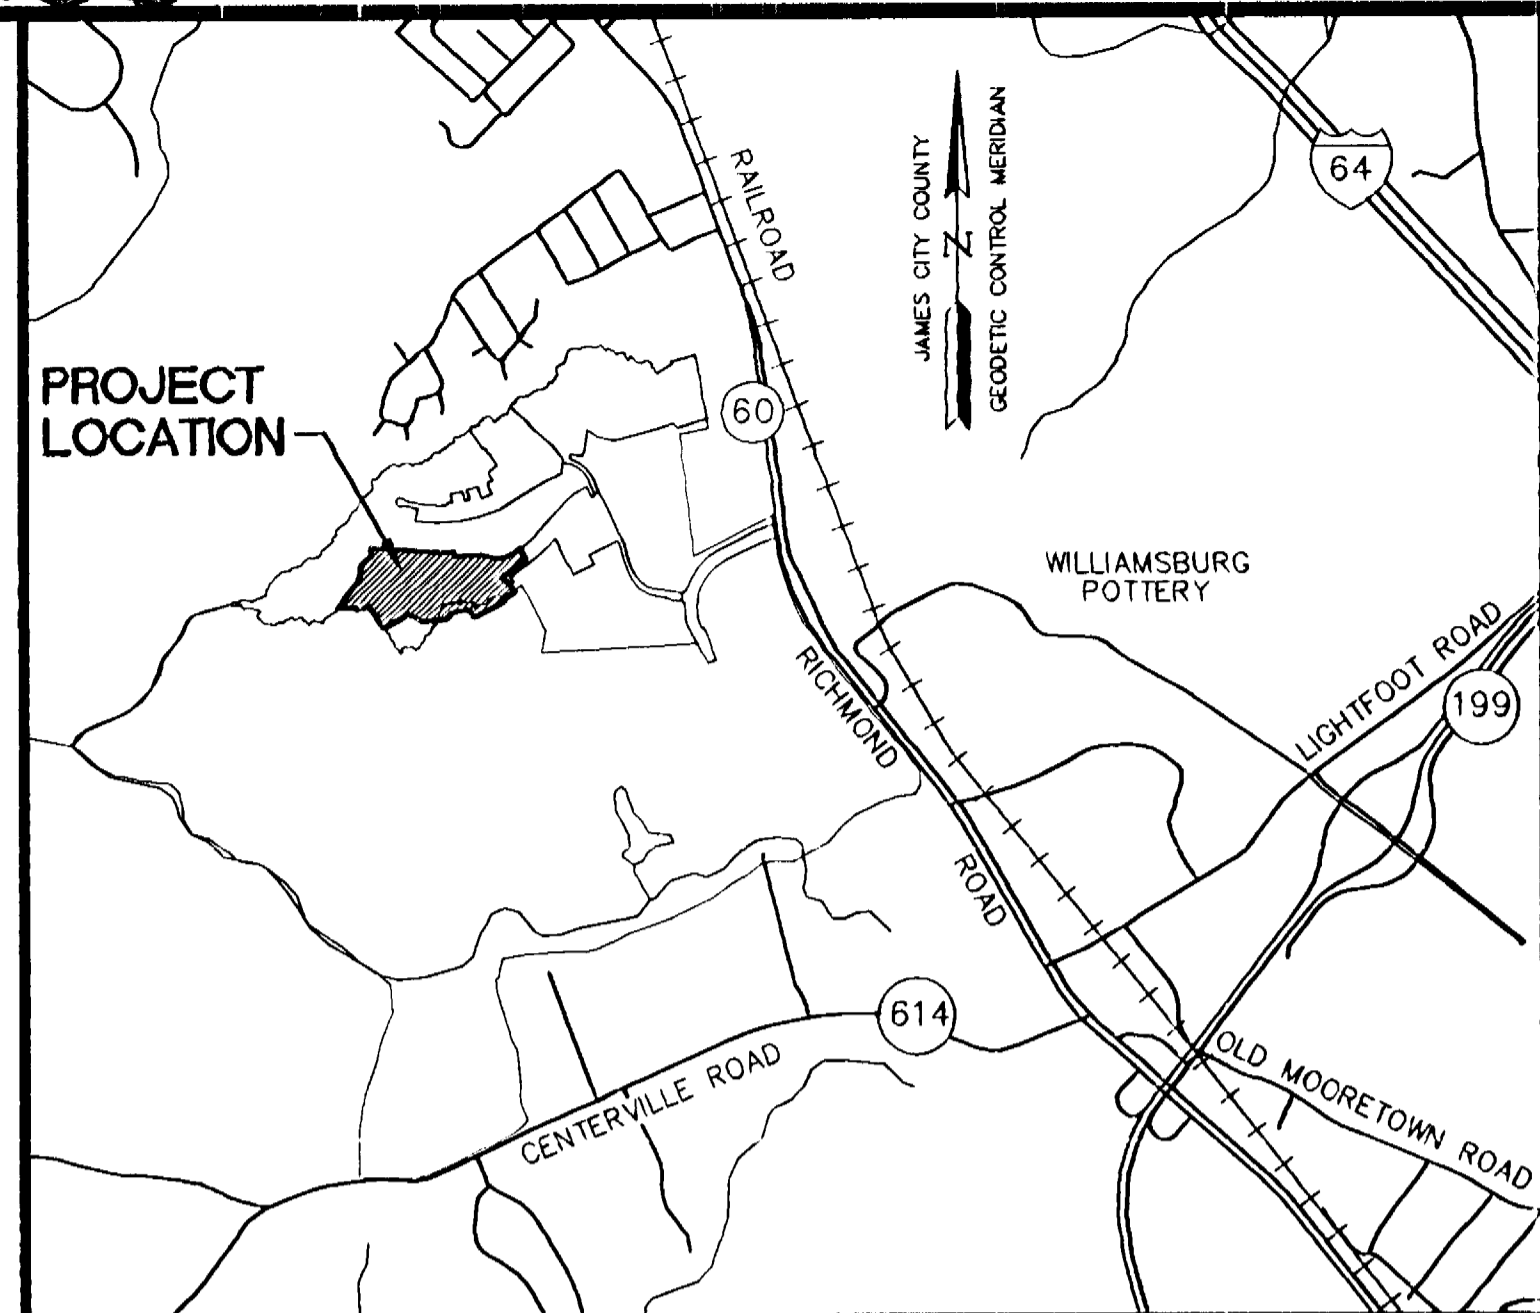 64
RAILROAD
JAMES CITY COUNTY
N
GEODETIC CONTROL MERIDIAN
PROJECT
LOCATION
60
WILLIAMSBURG
POTTERY
LIGHTFOOT ROAD
199
RICHMOND
ROAD
614
CENTERVILLE ROAD
OLD MOORETOWN ROAD